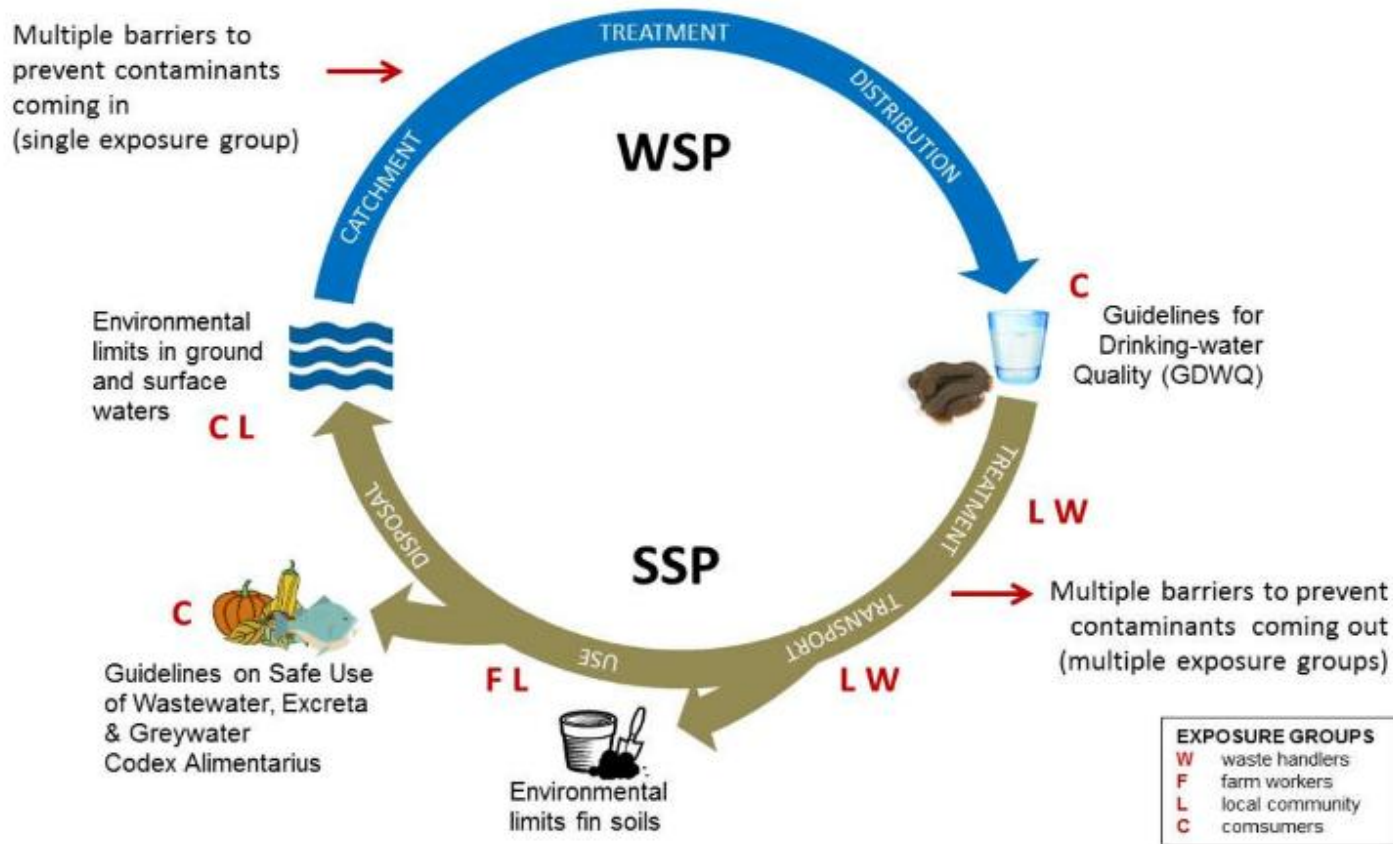 Multiple barriers to
prevent contaminants
coming in
(single exposure group)
CATCHMENT
TREATMENT
DISTRIBUTION
WSP
C
Guidelines for
Drinking-water
Quality (GDWQ)
Environmental
limits in ground
and surface
waters
C L
TREATMENT
L W
SSP
Multiple barriers to prevent
contaminants coming out
(multiple exposure groups)
TRANSPORT
L W
USE
F L
DISPOSAL
C
Guidelines on Safe Use
of Wastewater, Excreta
& Greywater
Codex Alimentarius
Environmental
limits fin soils
EXPOSURE GROUPS
W waste handlers
F farm workers
L local community
C comsumers